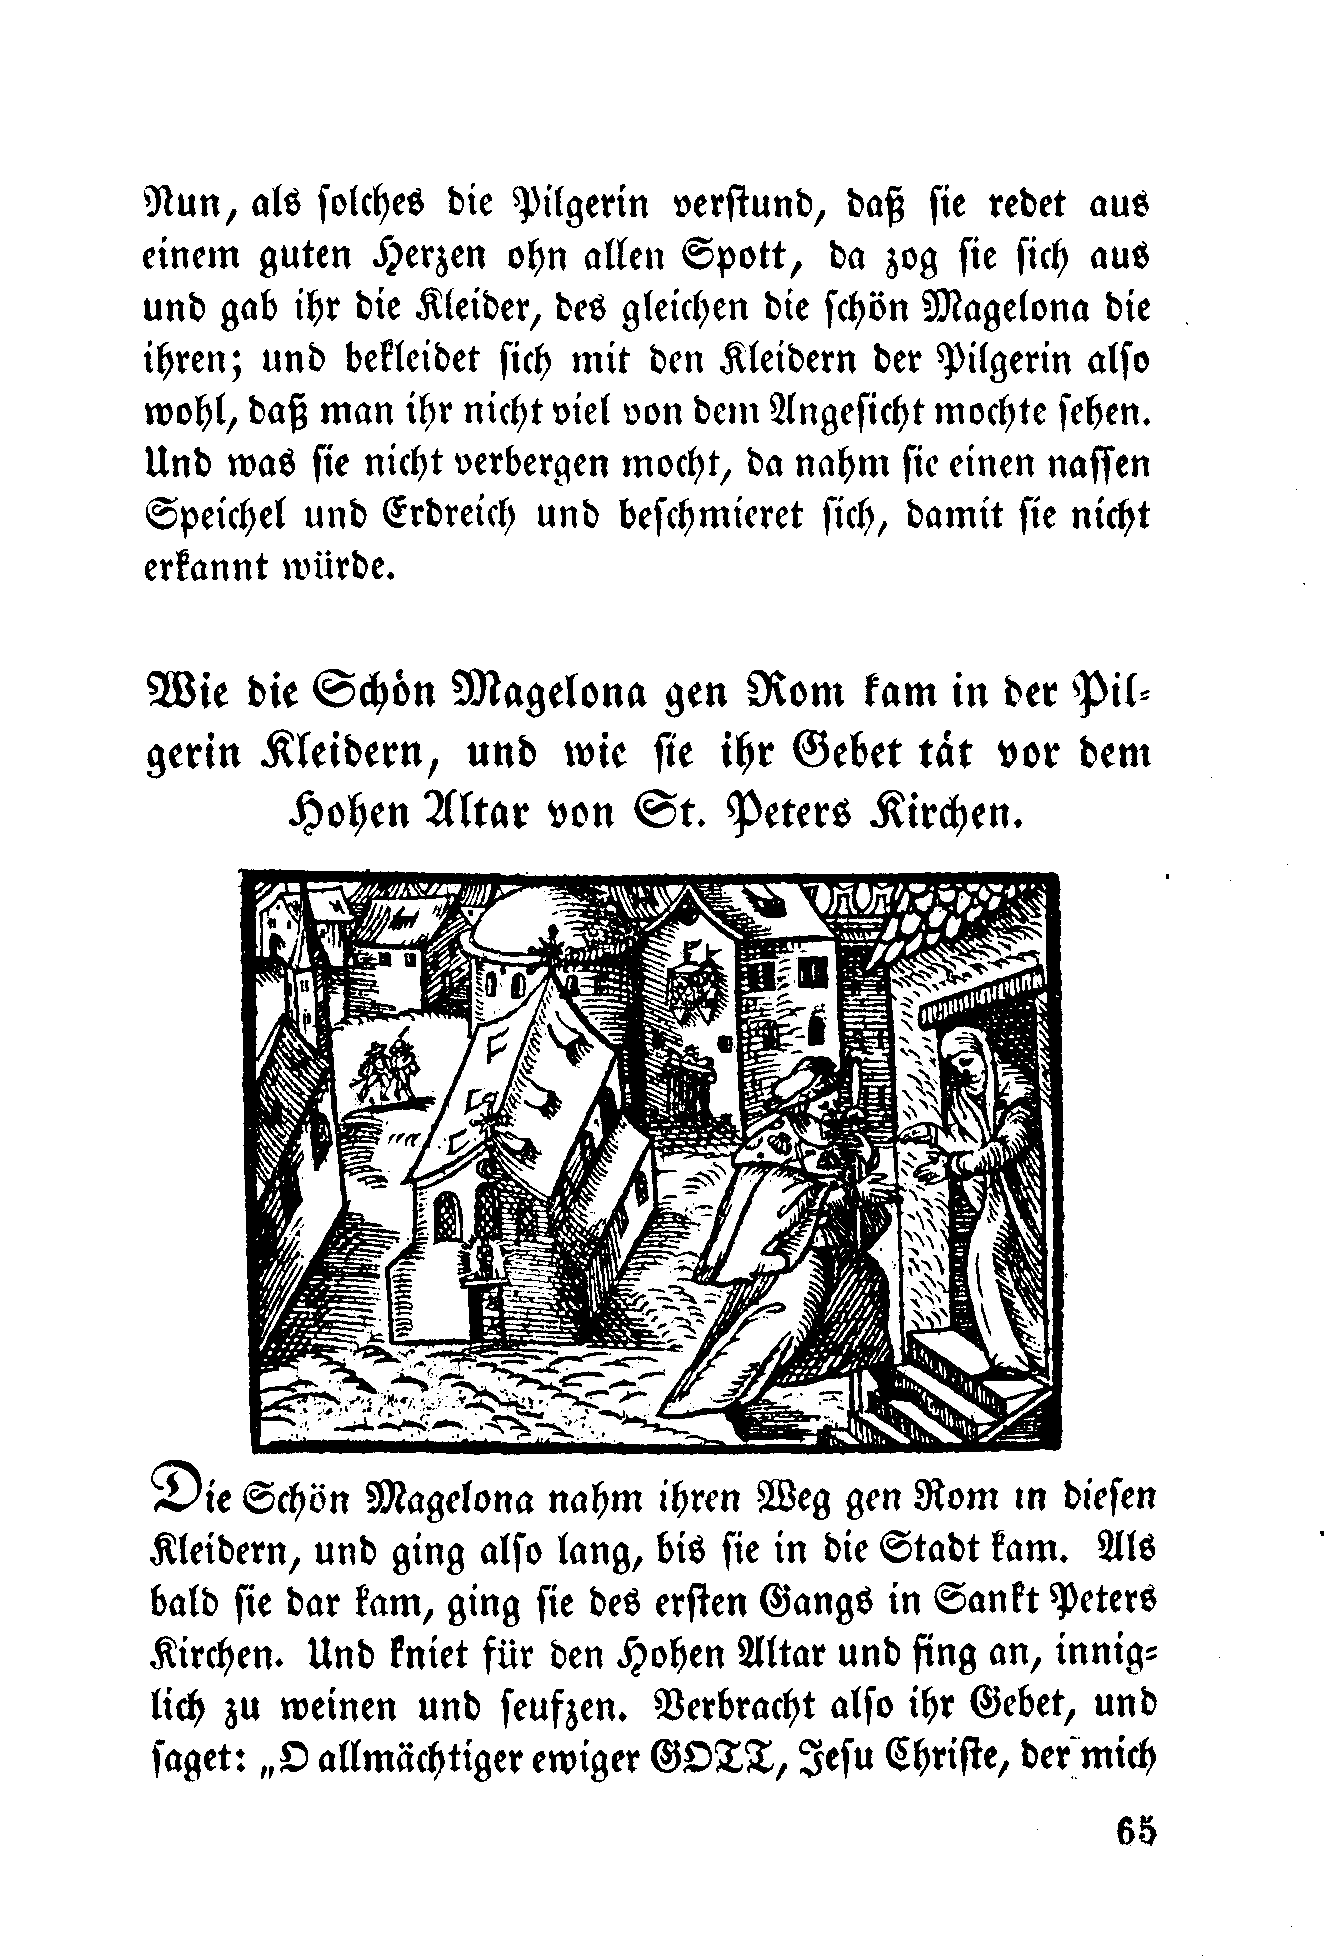 Nun, als solches die Pilgerin verstund, daß sie redet aus
einem guten Herzen ohn allen Spott, da zog sie sich aus
und gab ihr die Kleider, des gleichen die schön Magelona die
ihren; und bekleidet sich mit den Kleidern der Pilgerin also
wohl, daß man ihr nicht viel von dem Angesicht mochte sehen.
Und was sie nicht verbergen mocht, da nahm sie einen nassen
Speichel und Erdreich und beschmieret sich, damit sie nicht
erkannt würde.
Wie die Schön Magelona gen Rom kam in der Pil-
gerin Kleidern, und wie sie ihr Gebet tät vor dem
Hohen Altar von St. Peters Kirchen.
Die Schön Magelona nahm ihren Weg gen Rom in diesen
Kleidern, und ging also lang, bis sie in die Stadt kam. Als
bald sie dar kam, ging sie des ersten Gangs in Sankt Peters
Kirchen. Und kniet für den Hohen Altar und fing an, innig-
lich zu weinen und seufzen. Verbracht also ihr Gebet, und
saget: „O allmächtiger ewiger GOTT, Jesu Christe, der mich
65